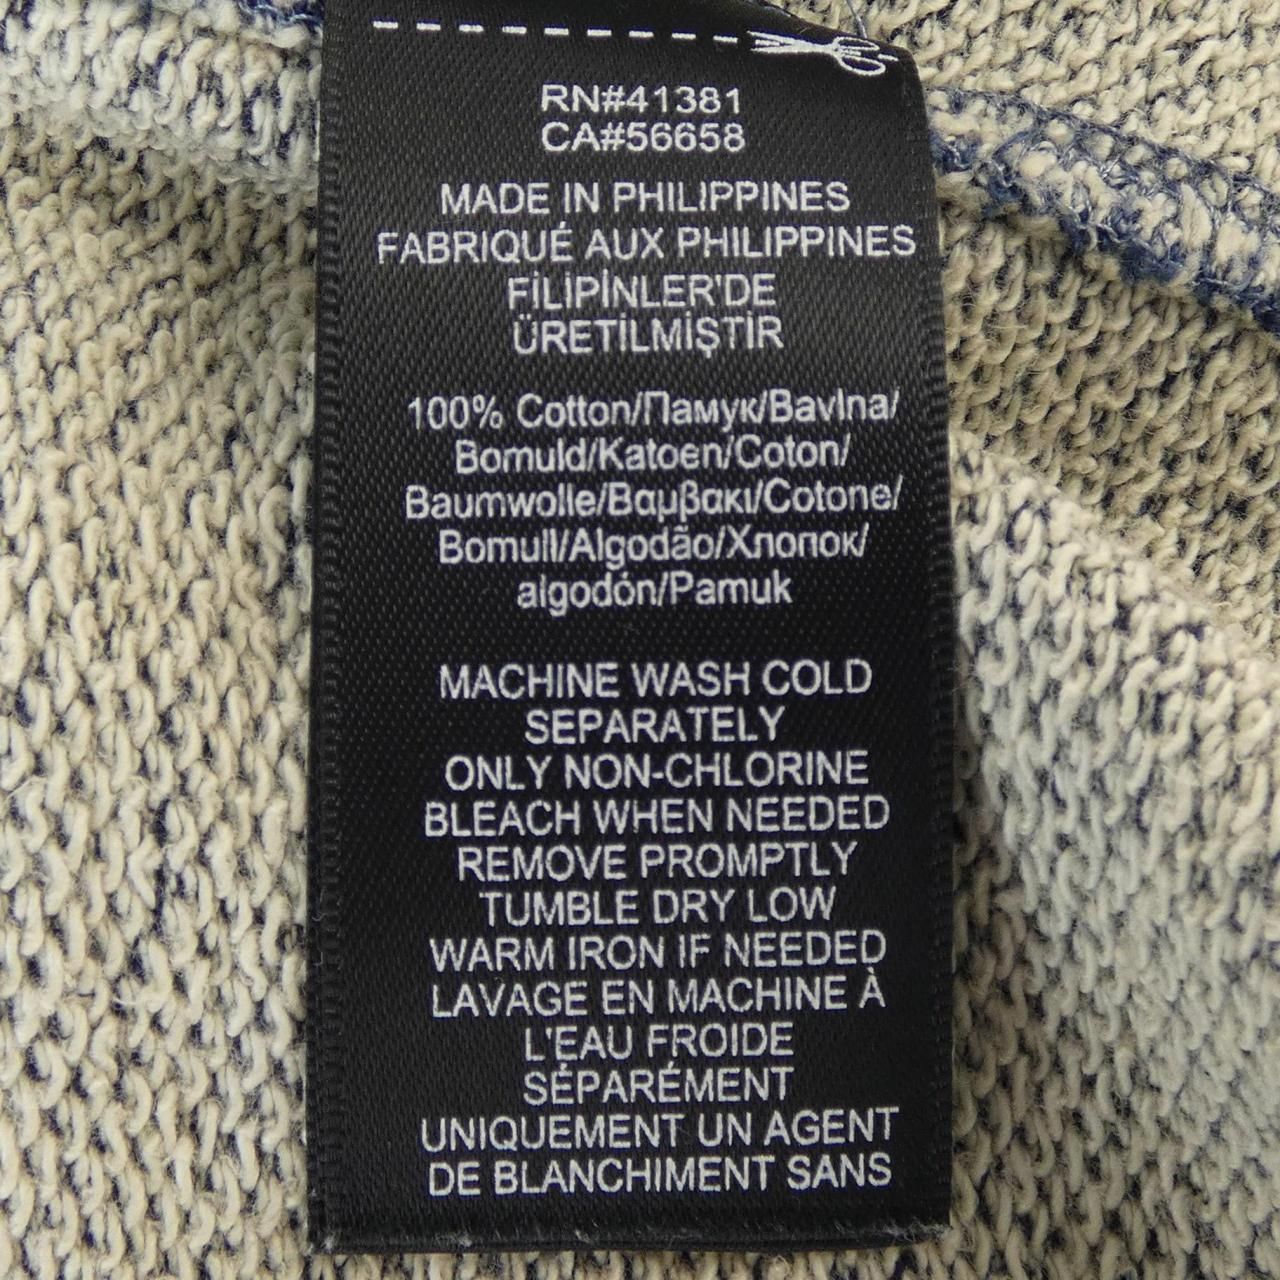 RN#41381
CA#56658
MADE IN PHILIPPINES
FABRIQUÉ AUX PHILIPPINES
FİLİPİNLER'DE
ÜRETİLMİŞTİR
100% Cotton/Памук/Bavlna/
Bomuld/Katoen/Coton/
Baumwolle/Βαμβακι/Cotone/
Bomull/Algodão/Хлопок/
algodón/Pamuk
MACHINE WASH COLD
SEPARATELY
ONLY NON-CHLORINE
BLEACH WHEN NEEDED
REMOVE PROMPTLY
TUMBLE DRY LOW
WARM IRON IF NEEDED
LAVAGE EN MACHINE À
L'EAU FROIDE
SÉPARÉMENT
UNIQUEMENT UN AGENT
DE BLANCHIMENT SANS